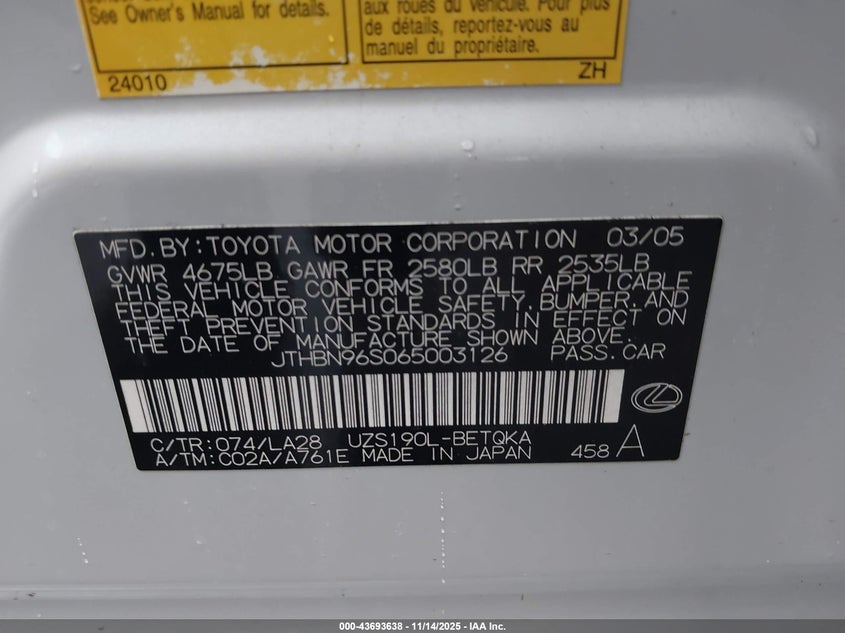 See Owner's Manual for details.
24010
aux roues du véhicule. Pour plus
de détails, reportez-vous au
manuel du propriétaire.
ZH
MFD.BY:TOYOTA MOTOR CORPORATION 03/05
GVWR 4675LB GAWR FR 2580LB RR 2535LB
THIS VEHICLE CONFORMS TO ALL APPLICABLE
FEDERAL MOTOR VEHICLE SAFETY,BUMPER,AND
THEFT PREVENTION STANDARDS IN EFFECT ON
THE DATE OF MANUFACTURE SHOWN ABOVE.
JTHBN96S065003126 PASS.CAR
C/TR:074/LA28 UZS190L-BETQKA
A/TM:C02A/A761E MADE IN JAPAN 458 A
000-43693638 - 11/14/2025 - IAA Inc.